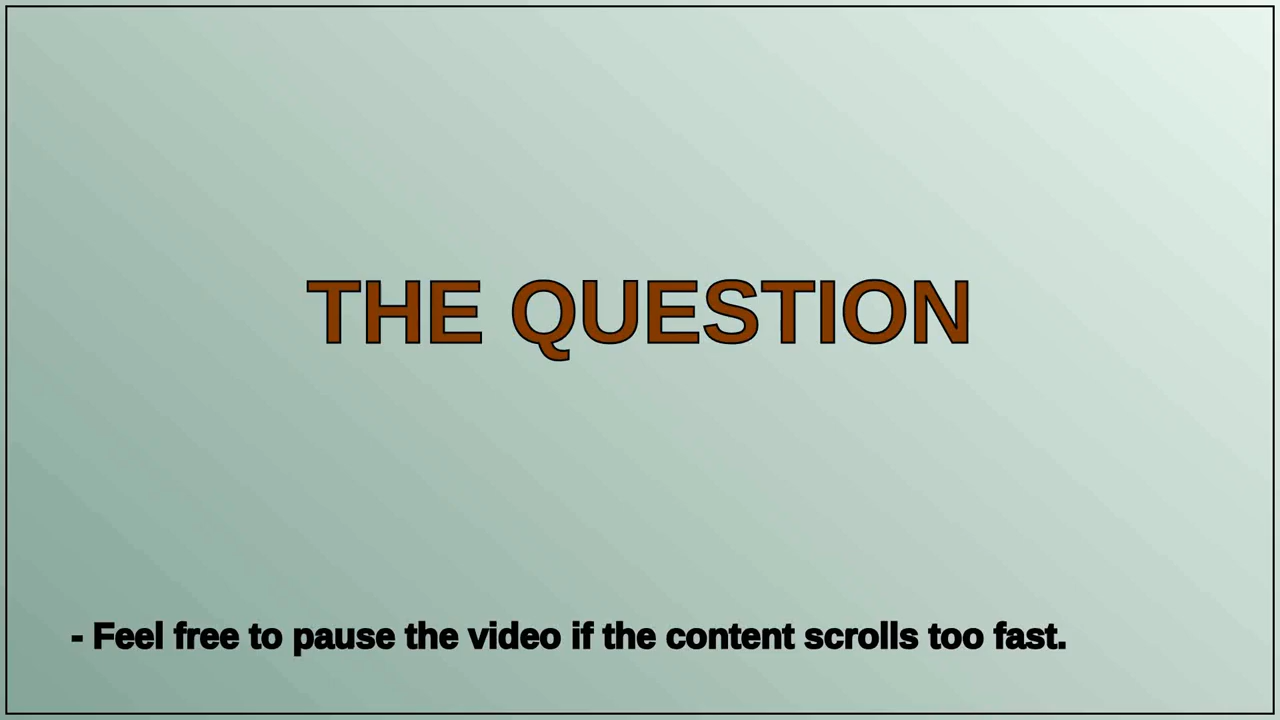 THE QUESTION
- Feel free to pause the video if the content scrolls too fast.